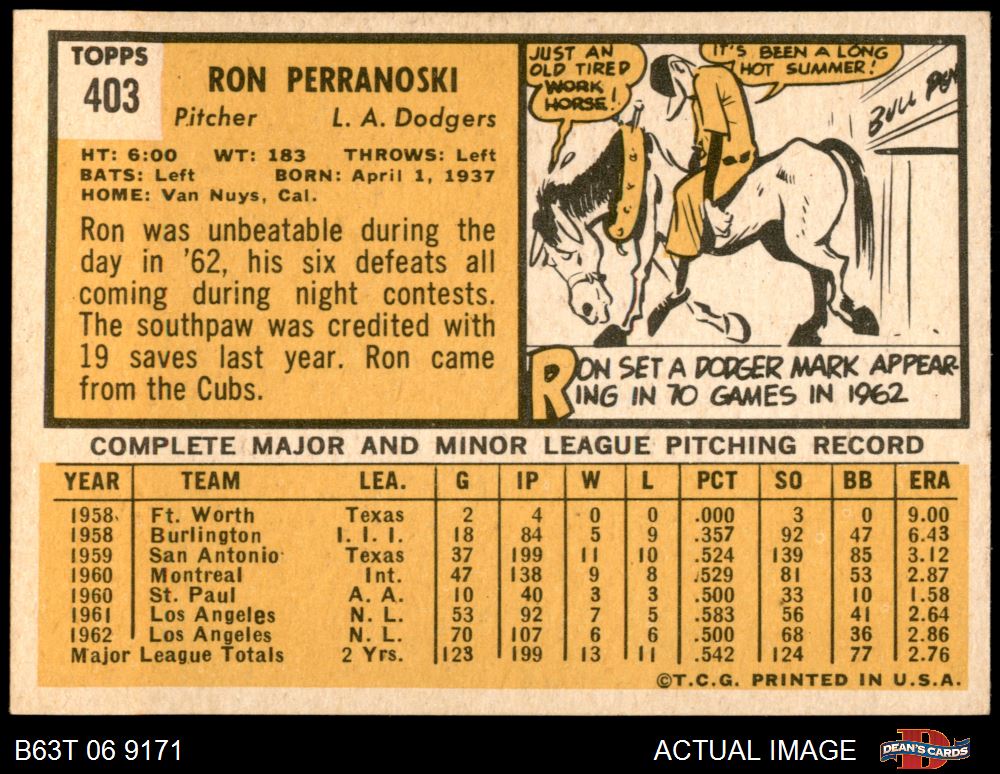 TOPPS
403
RON PERRANOSKI
Pitcher L. A. Dodgers
HT: 6:00 WT: 183 THROWS: Left
BATS: Left BORN: April 1, 1937
HOME: Van Nuys, Cal.
Ron was unbeatable during the
day in '62, his six defeats all
coming during night contests.
The southpaw was credited with
19 saves last year. Ron came
from the Cubs.
JUST AN
OLD TIRED
WORK
HORSE!
IT'S BEEN A LONG
HOT SUMMER!
BULL PEN
RON SET A DODGER MARK APPEAR-
ING IN 70 GAMES IN 1962
COMPLETE MAJOR AND MINOR LEAGUE PITCHING RECORD
YEAR TEAM LEA. G IP W L PCT SO BB ERA
1958 Ft. Worth Texas 2 4 0 0 .000 3 0 9.00
1958 Burlington I. I. I. 18 84 5 9 .357 92 47 6.43
1959 San Antonio Texas 37 199 11 10 .524 139 85 3.12
1960 Montreal Int. 47 138 9 8 .529 81 53 2.87
1960 St. Paul A. A. 10 40 3 3 .500 33 10 1.58
1961 Los Angeles N. L. 53 92 7 5 .583 56 41 2.64
1962 Los Angeles N. L. 70 107 6 6 .500 68 36 2.86
Major League Totals 2 Yrs. 123 199 13 11 .542 124 77 2.76
©T.C.G. PRINTED IN U.S.A.
B63T 06 9171 ACTUAL IMAGE DEAN'S CARDS